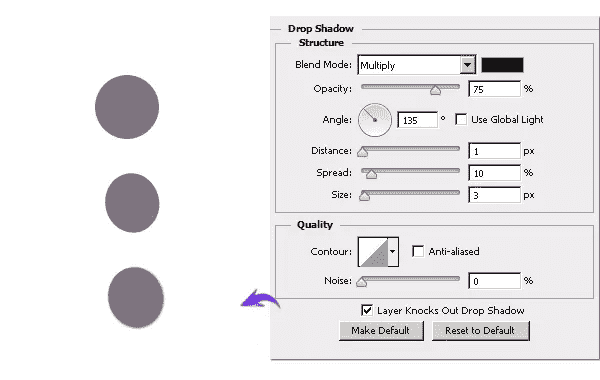 Drop Shadow
Structure
Blend Mode: Multiply
Opacity: 75 %
Angle: 135 ° Use Global Light
Distance: 1 px
Spread: 10 %
Size: 3 px
Quality
Contour: Anti-aliased
Noise: 0 %
Layer Knocks Out Drop Shadow
Make Default Reset to Default